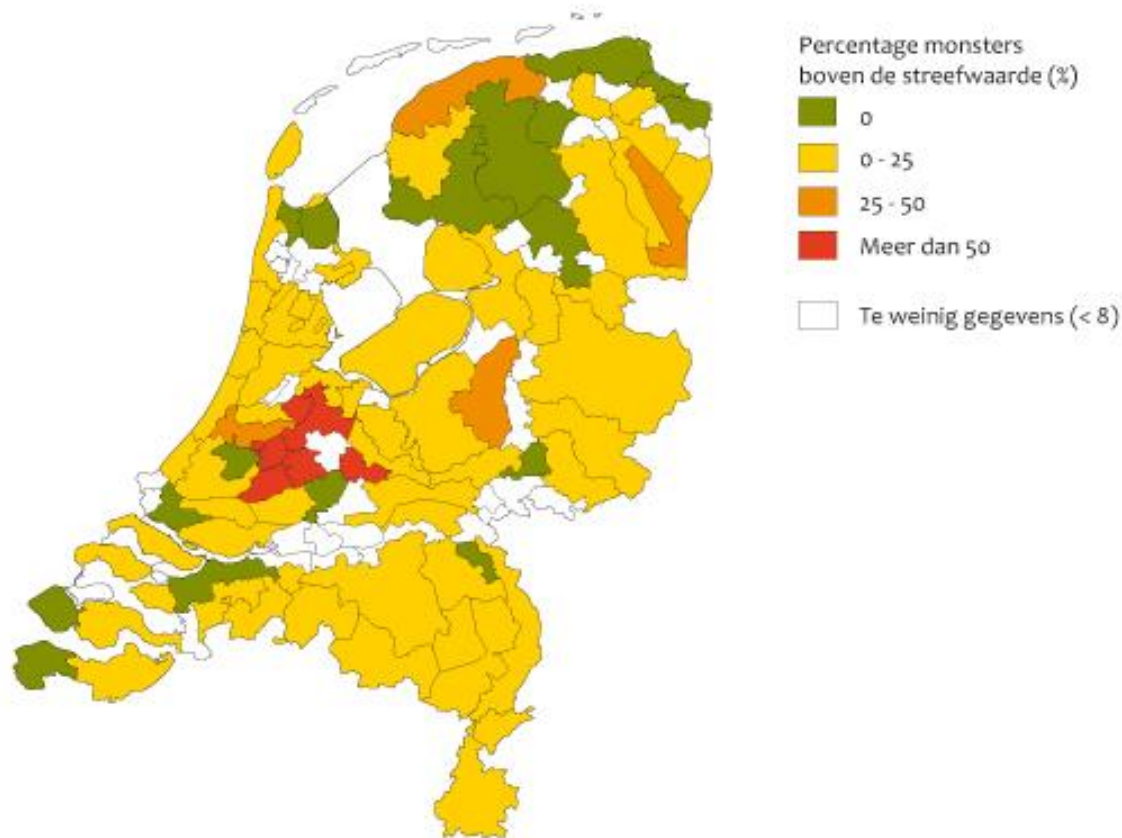 Percentage monsters
boven de streefwaarde (%)
0
0 - 25
25 - 50
Meer dan 50
Te weinig gegevens (< 8)